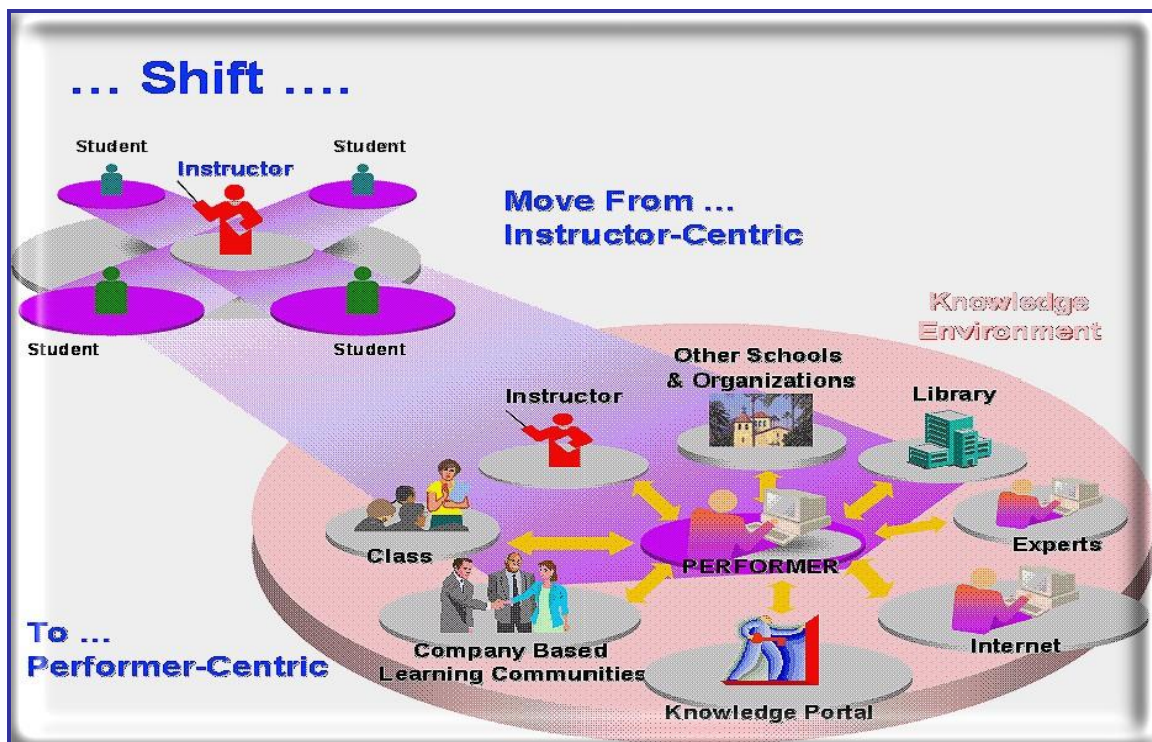 ... Shift ....
Student
Student
Instructor
Student
Student
Move From ...
Instructor-Centric
Knowledge
Environment
Other Schools
& Organizations
Instructor
Library
Class
PERFORMER
Experts
Company Based
Learning Communities
Internet
Knowledge Portal
To ...
Performer-Centric